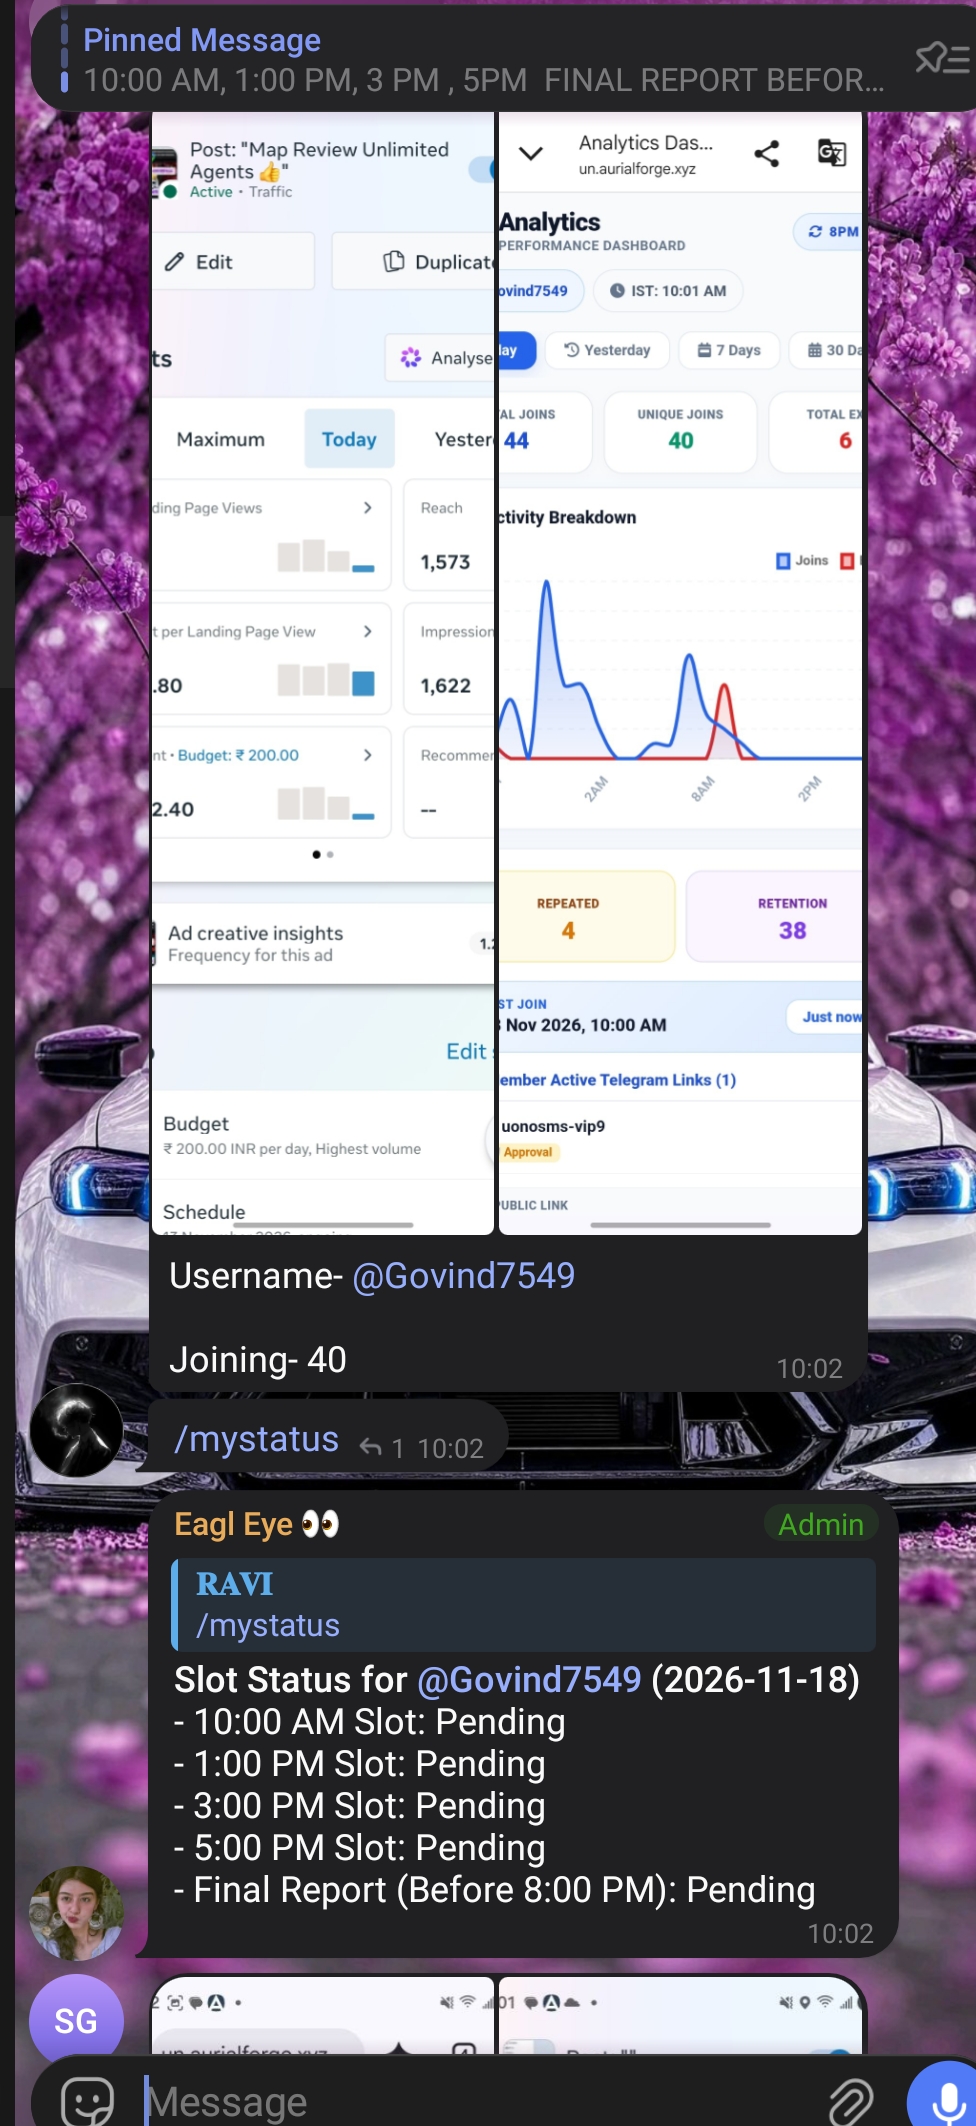 Pinned Message
10:00 AM, 1:00 PM, 3 PM , 5PM FINAL REPORT BEFOR...
Post: "Map Review Unlimited
Agents 👍"
Active • Traffic
Edit
Duplicat
ts
Analyse
Maximum
Today
Yester
ding Page Views
Reach
1,573
t per Landing Page View
.80
Impression
1,622
nt • Budget: ₹ 200.00
2.40
Recommer
--
Ad creative insights
Frequency for this ad
1.2
Edit
Budget
₹ 200.00 INR per day, Highest volume
Schedule
Analytics Das...
un.aurialforge.xyz
Analytics
PERFORMANCE DASHBOARD
8PM
ovind7549
IST: 10:01 AM
lay
Yesterday
7 Days
30 Da
AL JOINS
44
UNIQUE JOINS
40
TOTAL EX
6
ctivity Breakdown
Joins
2AM
8AM
2PM
REPEATED
4
RETENTION
38
ST JOIN
Nov 2026, 10:00 AM
Just now
ember Active Telegram Links (1)
uonosms-vip9
Approval
PUBLIC LINK
Username- @Govind7549
Joining- 40
10:02
/mystatus 1 10:02
Eagl Eye 👀 Admin
RAVI
/mystatus
Slot Status for @Govind7549 (2026-11-18)
- 10:00 AM Slot: Pending
- 1:00 PM Slot: Pending
- 3:00 PM Slot: Pending
- 5:00 PM Slot: Pending
- Final Report (Before 8:00 PM): Pending
10:02
SG
Message